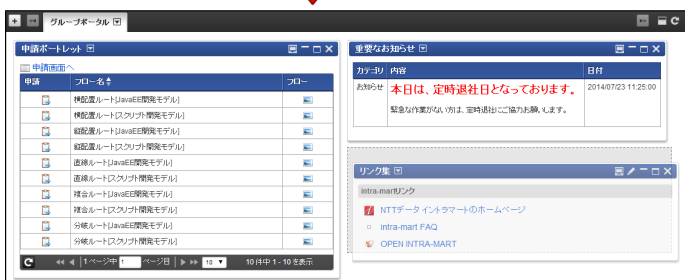 グループポータル
申請ポートレット
申請画面へ
申請 フロー名 フロー
横配置ルート[JavaEE開発モデル]
横配置ルート[スクリプト開発モデル]
縦配置ルート[JavaEE開発モデル]
縦配置ルート[スクリプト開発モデル]
直線ルート[JavaEE開発モデル]
直線ルート[スクリプト開発モデル]
複合ルート[JavaEE開発モデル]
複合ルート[スクリプト開発モデル]
分岐ルート[JavaEE開発モデル]
分岐ルート[スクリプト開発モデル]
1 ページ中 1 ページ目 10 10 件中 1 - 10 を表示
重要なお知らせ
カテゴリ 内容 日付
お知らせ 本日は、定時退社日となっております。 2014/07/23 11:25:00
緊急な作業がない方は、定時退社にご協力お願いします。
リンク集
intra-martリンク
NTTデータイントラマートのホームページ
intra-mart FAQ
OPEN INTRA-MART